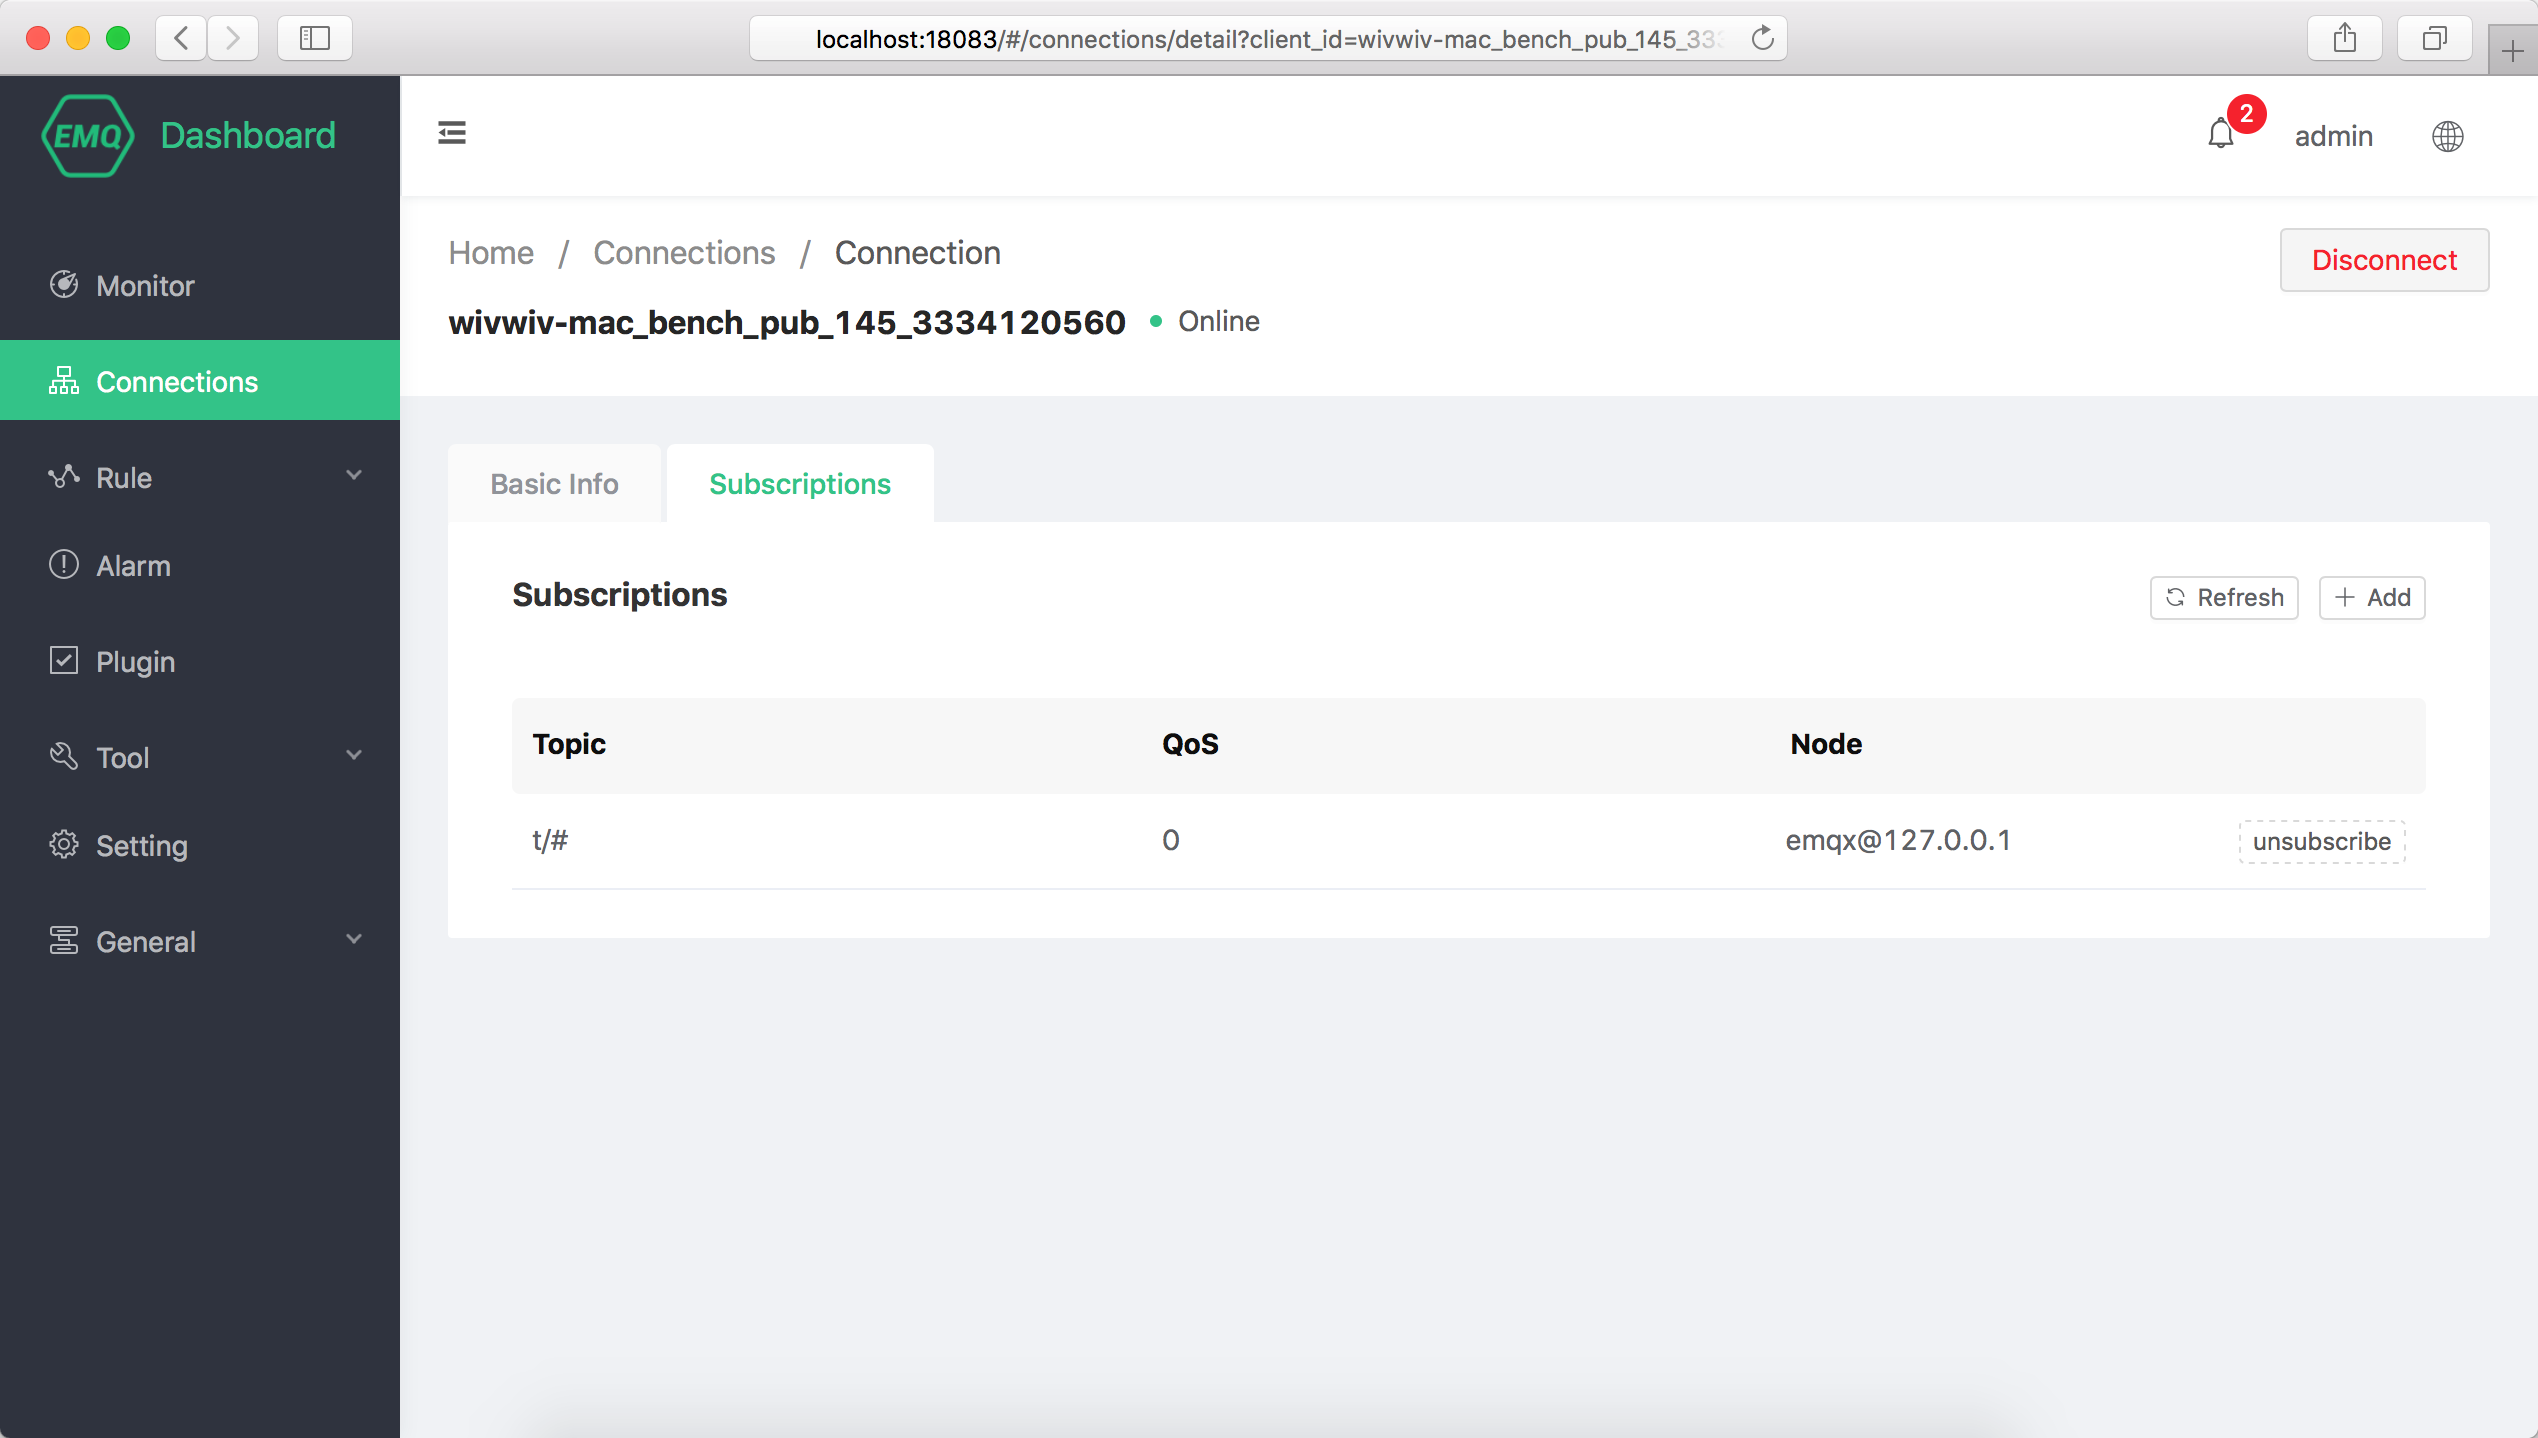 localhost:18083/#/connections/detail?client_id=wivwiv-mac_bench_pub_145_333
EMQ Dashboard
2
admin
Home / Connections / Connection
Disconnect
wivwiv-mac_bench_pub_145_3334120560 Online
Monitor
Connections
Rule
Alarm
Plugin
Tool
Setting
General
Basic Info Subscriptions
Subscriptions
Refresh Add
Topic QoS Node
t/# 0 emqx@127.0.0.1 unsubscribe